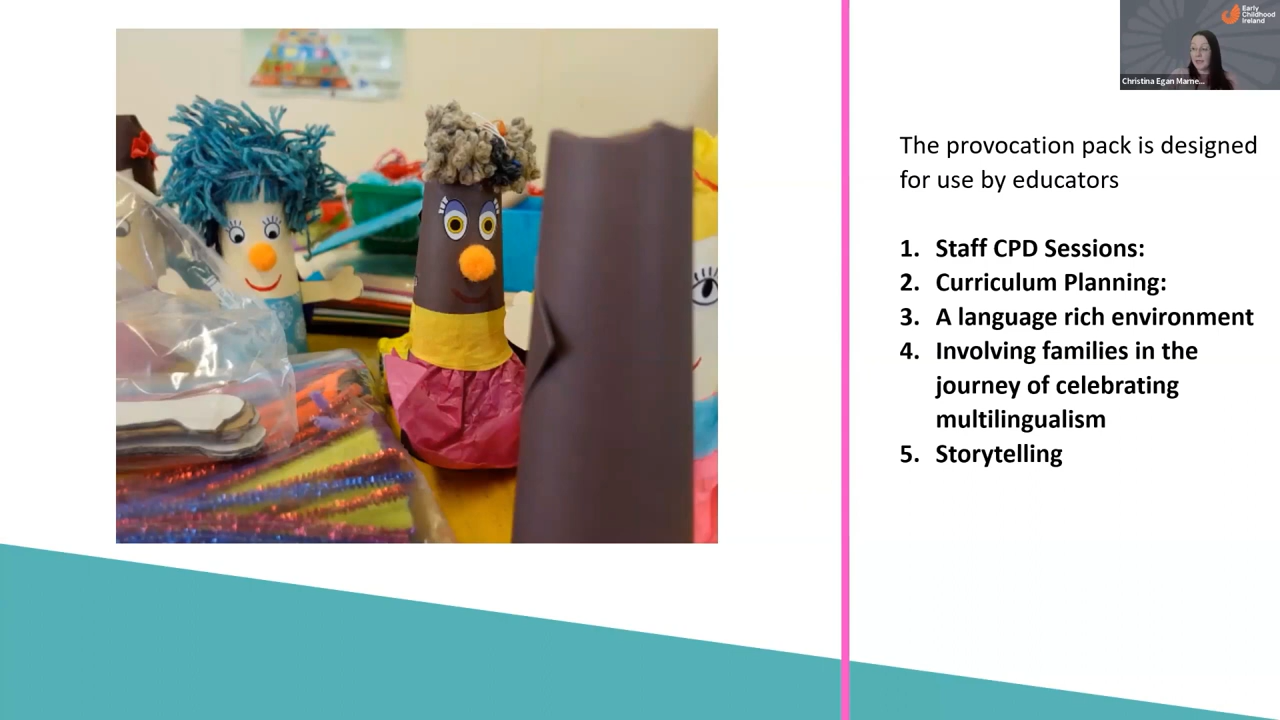 Early
Childhood
Ireland
Christina Egan Marne...
The provocation pack is designed
for use by educators
1. Staff CPD Sessions:
2. Curriculum Planning:
3. A language rich environment
4. Involving families in the
journey of celebrating
multilingualism
5. Storytelling